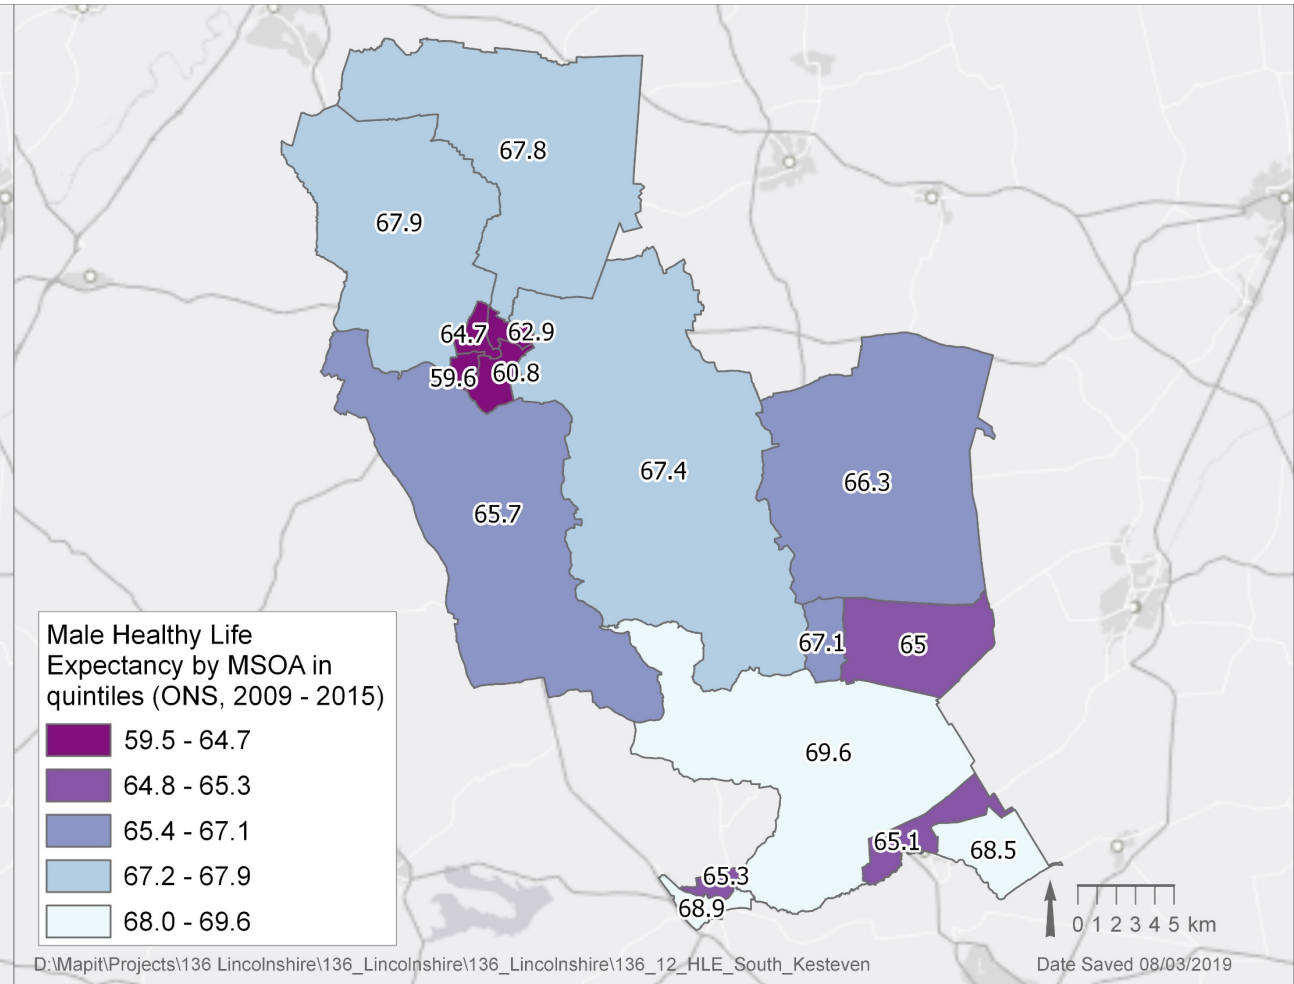 67.8
67.9
64.7
62.9
59.6
60.8
67.4
66.3
65.7
67.1
65
69.6
65.1
68.5
65.3
68.9
Male Healthy Life
Expectancy by MSOA in
quintiles (ONS, 2009 - 2015)
59.5 - 64.7
64.8 - 65.3
65.4 - 67.1
67.2 - 67.9
68.0 - 69.6
0 1 2 3 4 5 km
D:\Mapit\Projects\136 Lincolnshire\136_Lincolnshire\136_Lincolnshire\136_12_HLE_South_Kesteven
Date Saved 08/03/2019